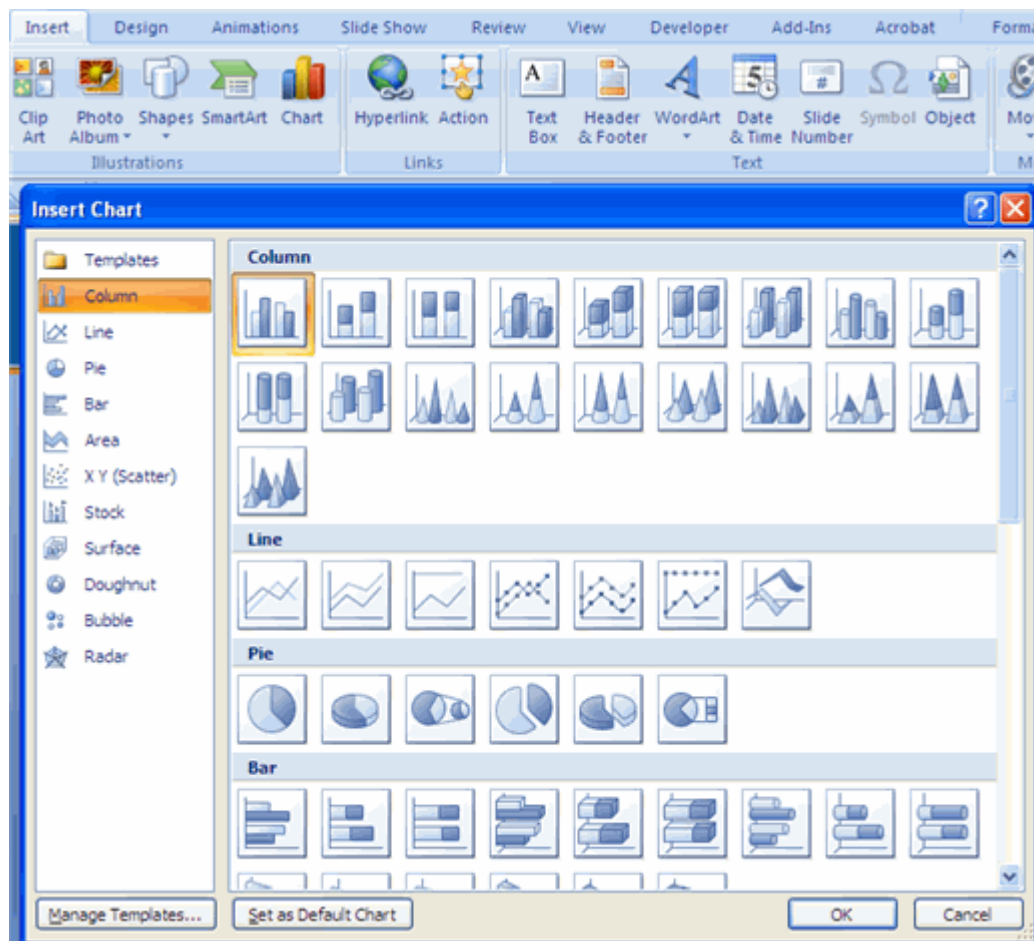 Insert Design Animations Slide Show Review View Developer Add-Ins Acrobat Forma
Clip Art
Photo Album
Shapes
SmartArt
Chart
Hyperlink
Action
A
Text Box
Header & Footer
WordArt
5
Date & Time
#
Slide Number
Ω
Symbol
Object
Mo
Illustrations Links Text M
Insert Chart
?
Templates
Column
Line
Pie
Bar
Area
X Y (Scatter)
Stock
Surface
Doughnut
Bubble
Radar
Column
Line
Pie
Bar
Manage Templates...
Set as Default Chart
OK
Cancel